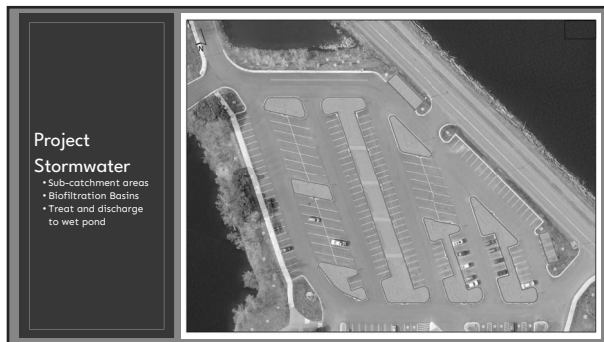 Project
Stormwater
• Sub-catchment areas
• Biofiltration Basins
• Treat and discharge
to wet pond
N